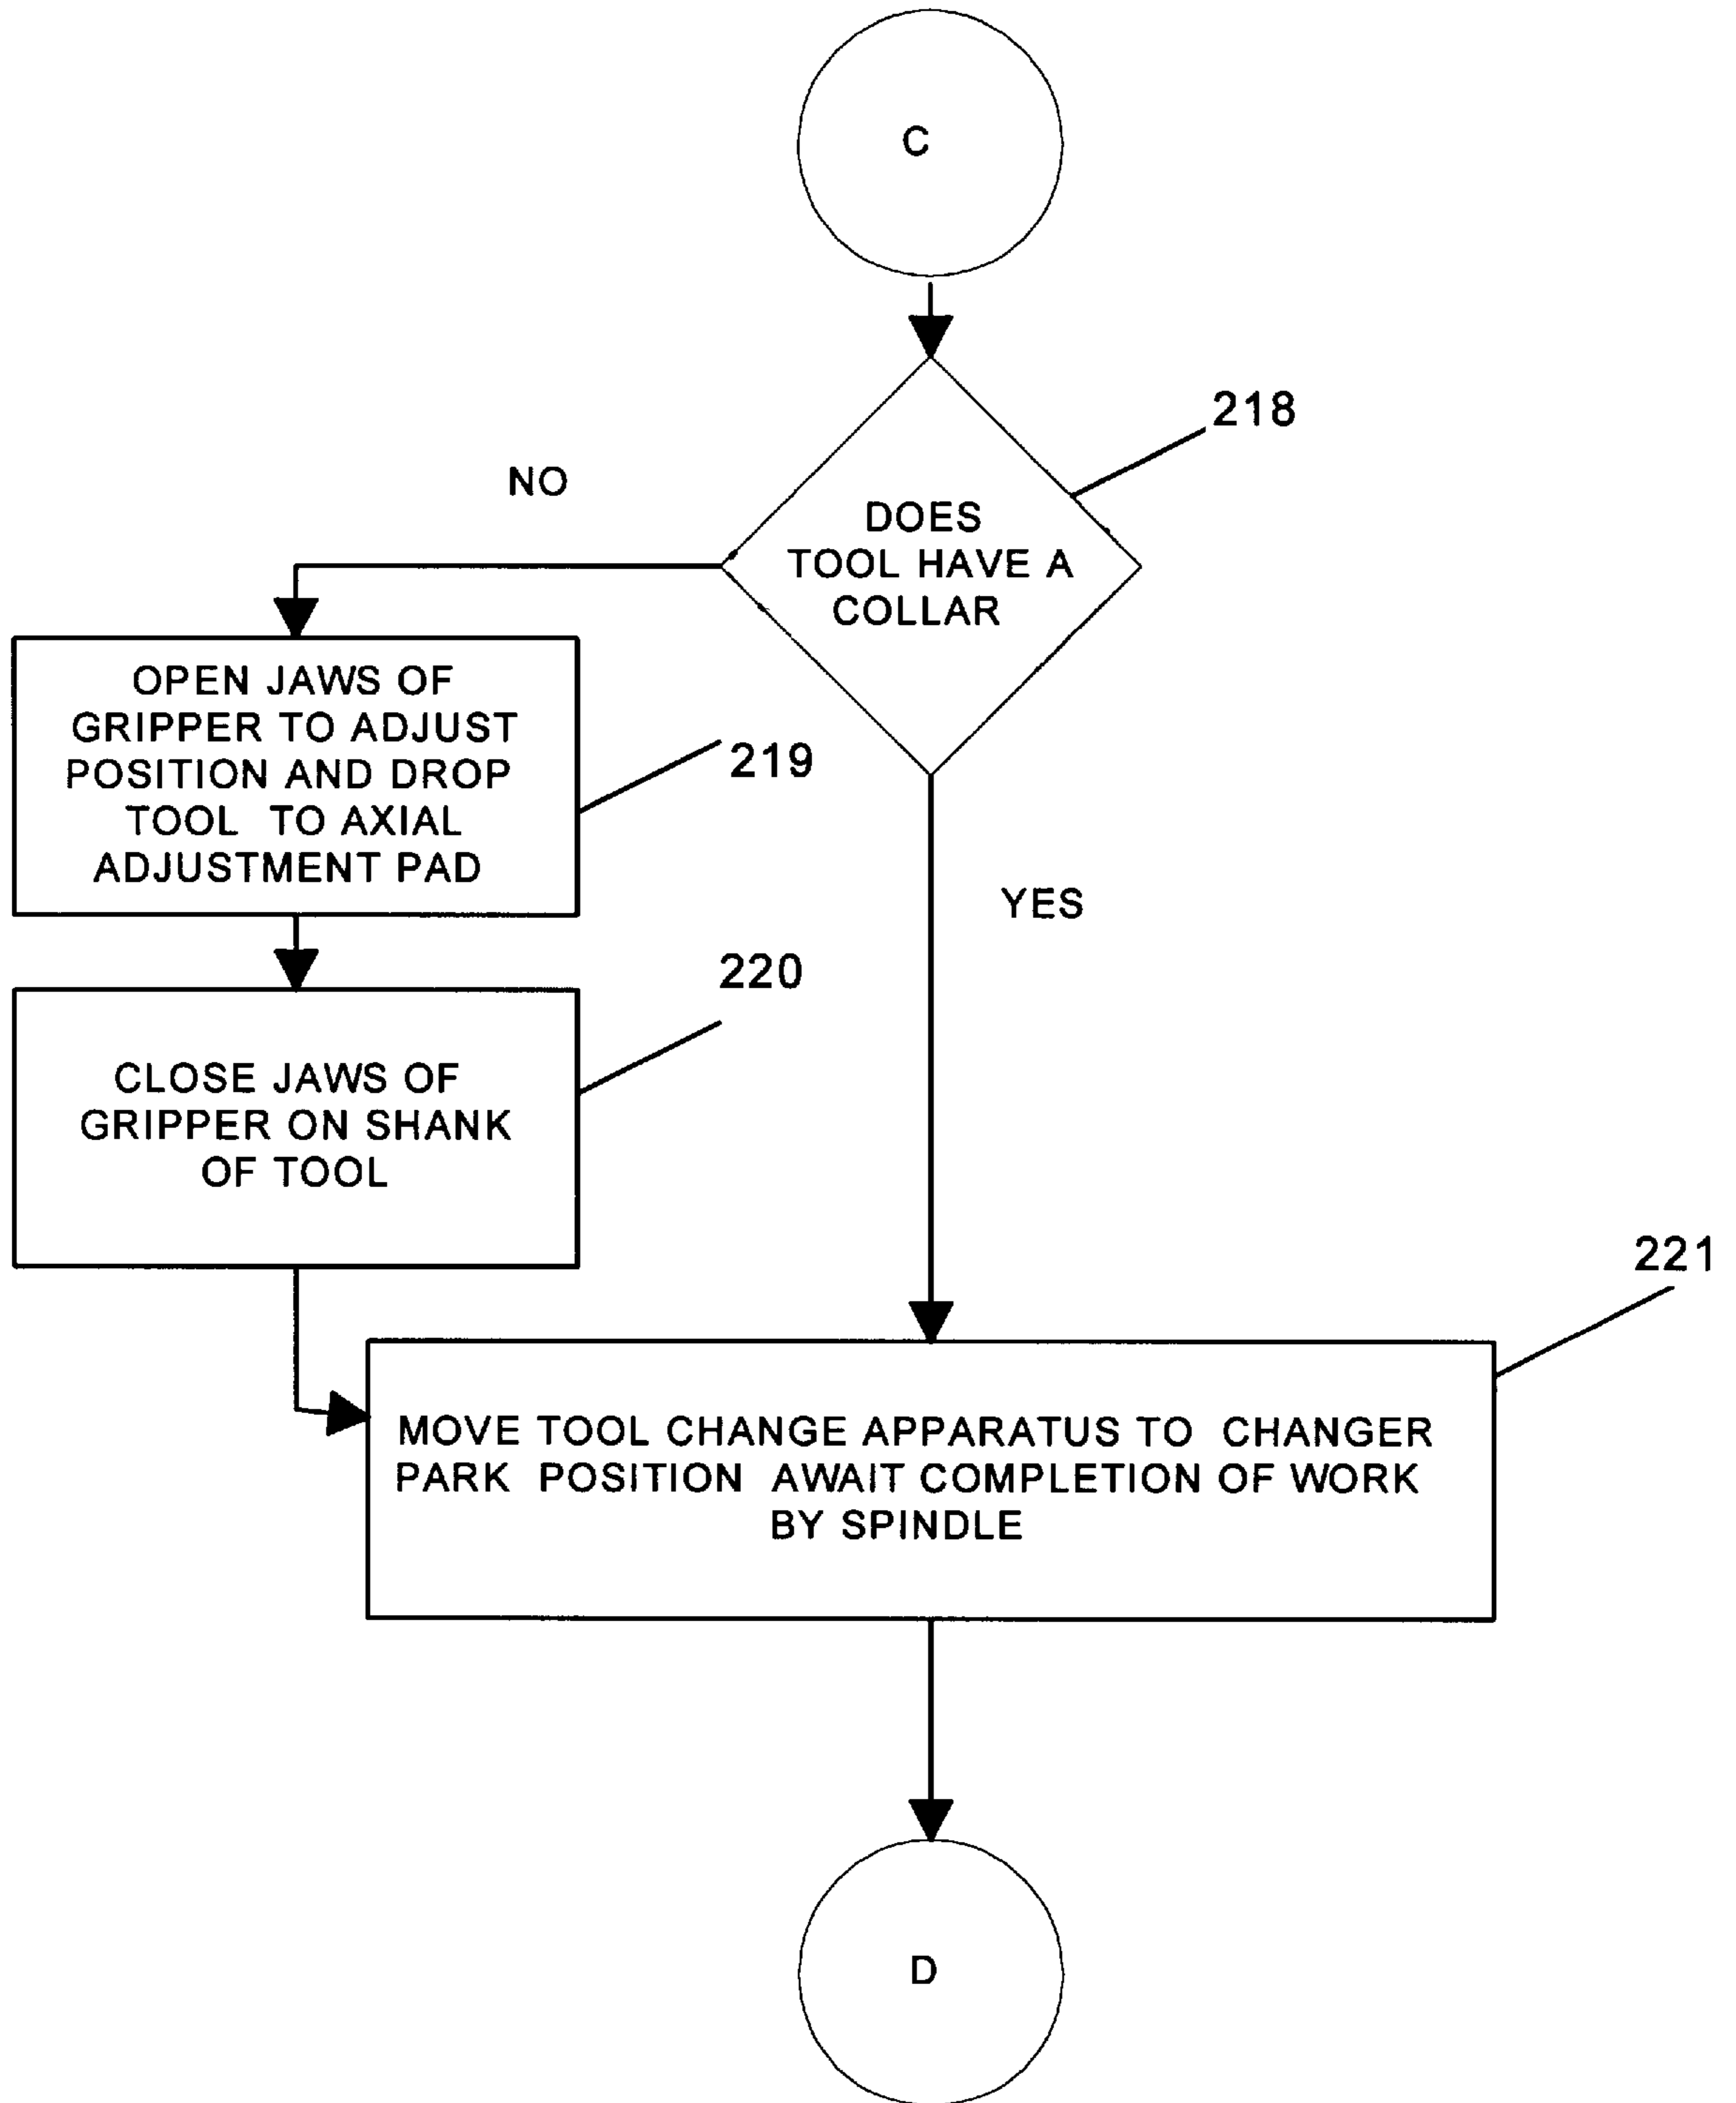 C
218
NO
DOES
TOOL HAVE A
COLLAR
OPEN JAWS OF
GRIPPER TO ADJUST
POSITION AND DROP
TOOL TO AXIAL
ADJUSTMENT PAD
219
YES
220
CLOSE JAWS OF
GRIPPER ON SHANK
OF TOOL
221
MOVE TOOL CHANGE APPARATUS TO CHANGER
PARK POSITION AWAIT COMPLETION OF WORK
BY SPINDLE
D